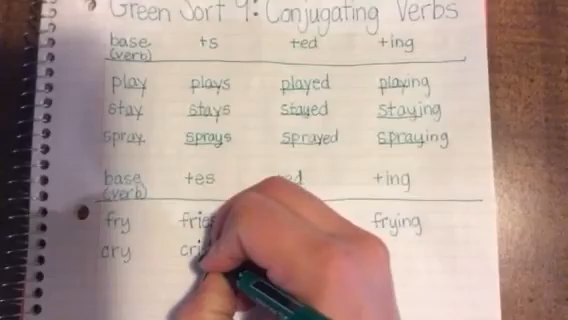 Green Sort 9: Conjugating Verbs
base +s +ed +ing
(verb)
play plays played playing
stay stays stayed staying
spray sprays sprayed spraying
base +es +ing
(verb)
fry frying
cry